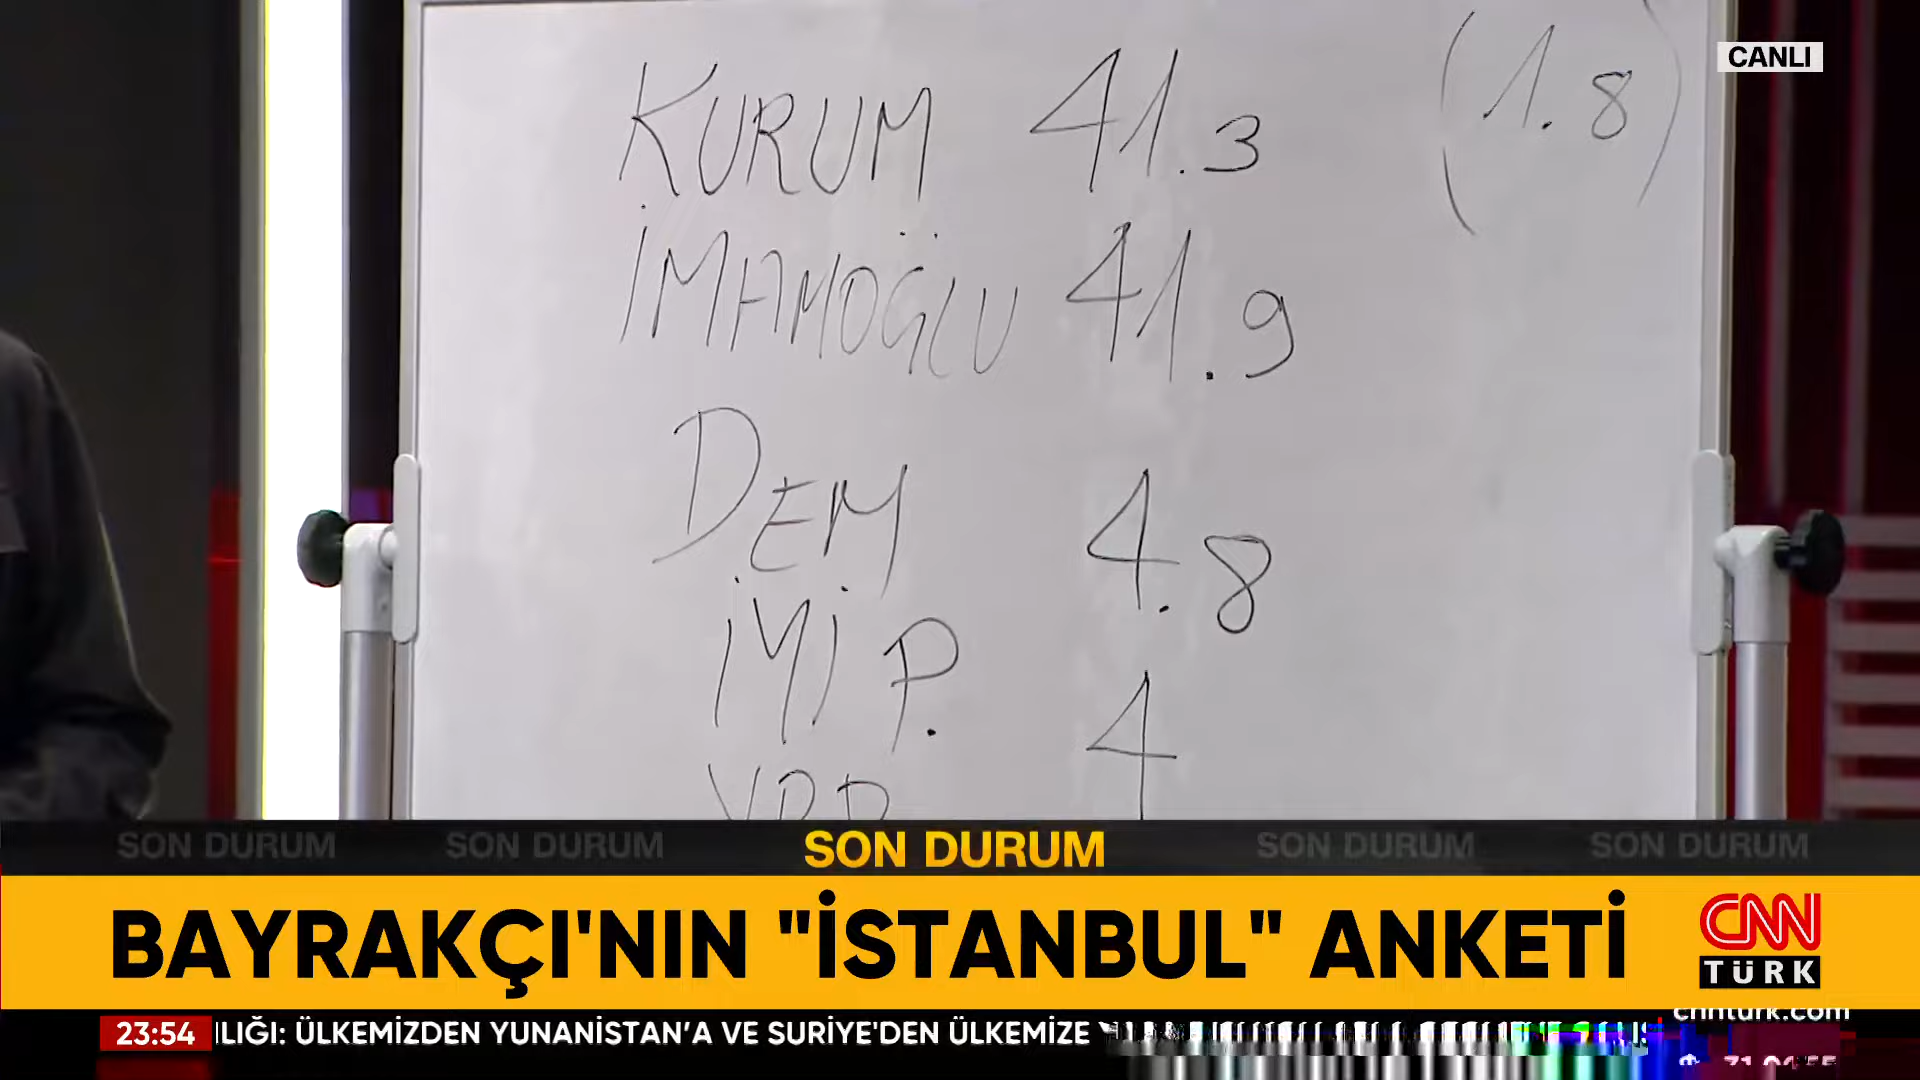 KURUM 41.3 (1.8)
CANLI
İMAMOĞLU 41.9
DEM 4.8
İYİ P. 4
SON DURUM SON DURUM SON DURUM SON DURUM SON DURUM
BAYRAKÇI'NIN "İSTANBUL" ANKETİ
CNN
TÜRK
cnnturk.com
23:54 ILIĞI: ÜLKEMİZDEN YUNANİSTAN'A VE SURİYE'DEN ÜLKEMİZE